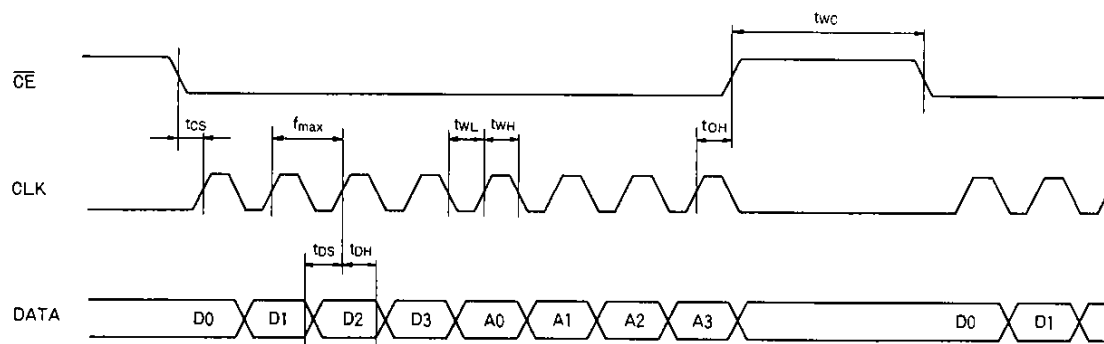 tWC
CE
tCS
fmax
tWL
tWH
tOH
CLK
tDS
tDH
DATA
D0
D1
D2
D3
A0
A1
A2
A3
D0
D1